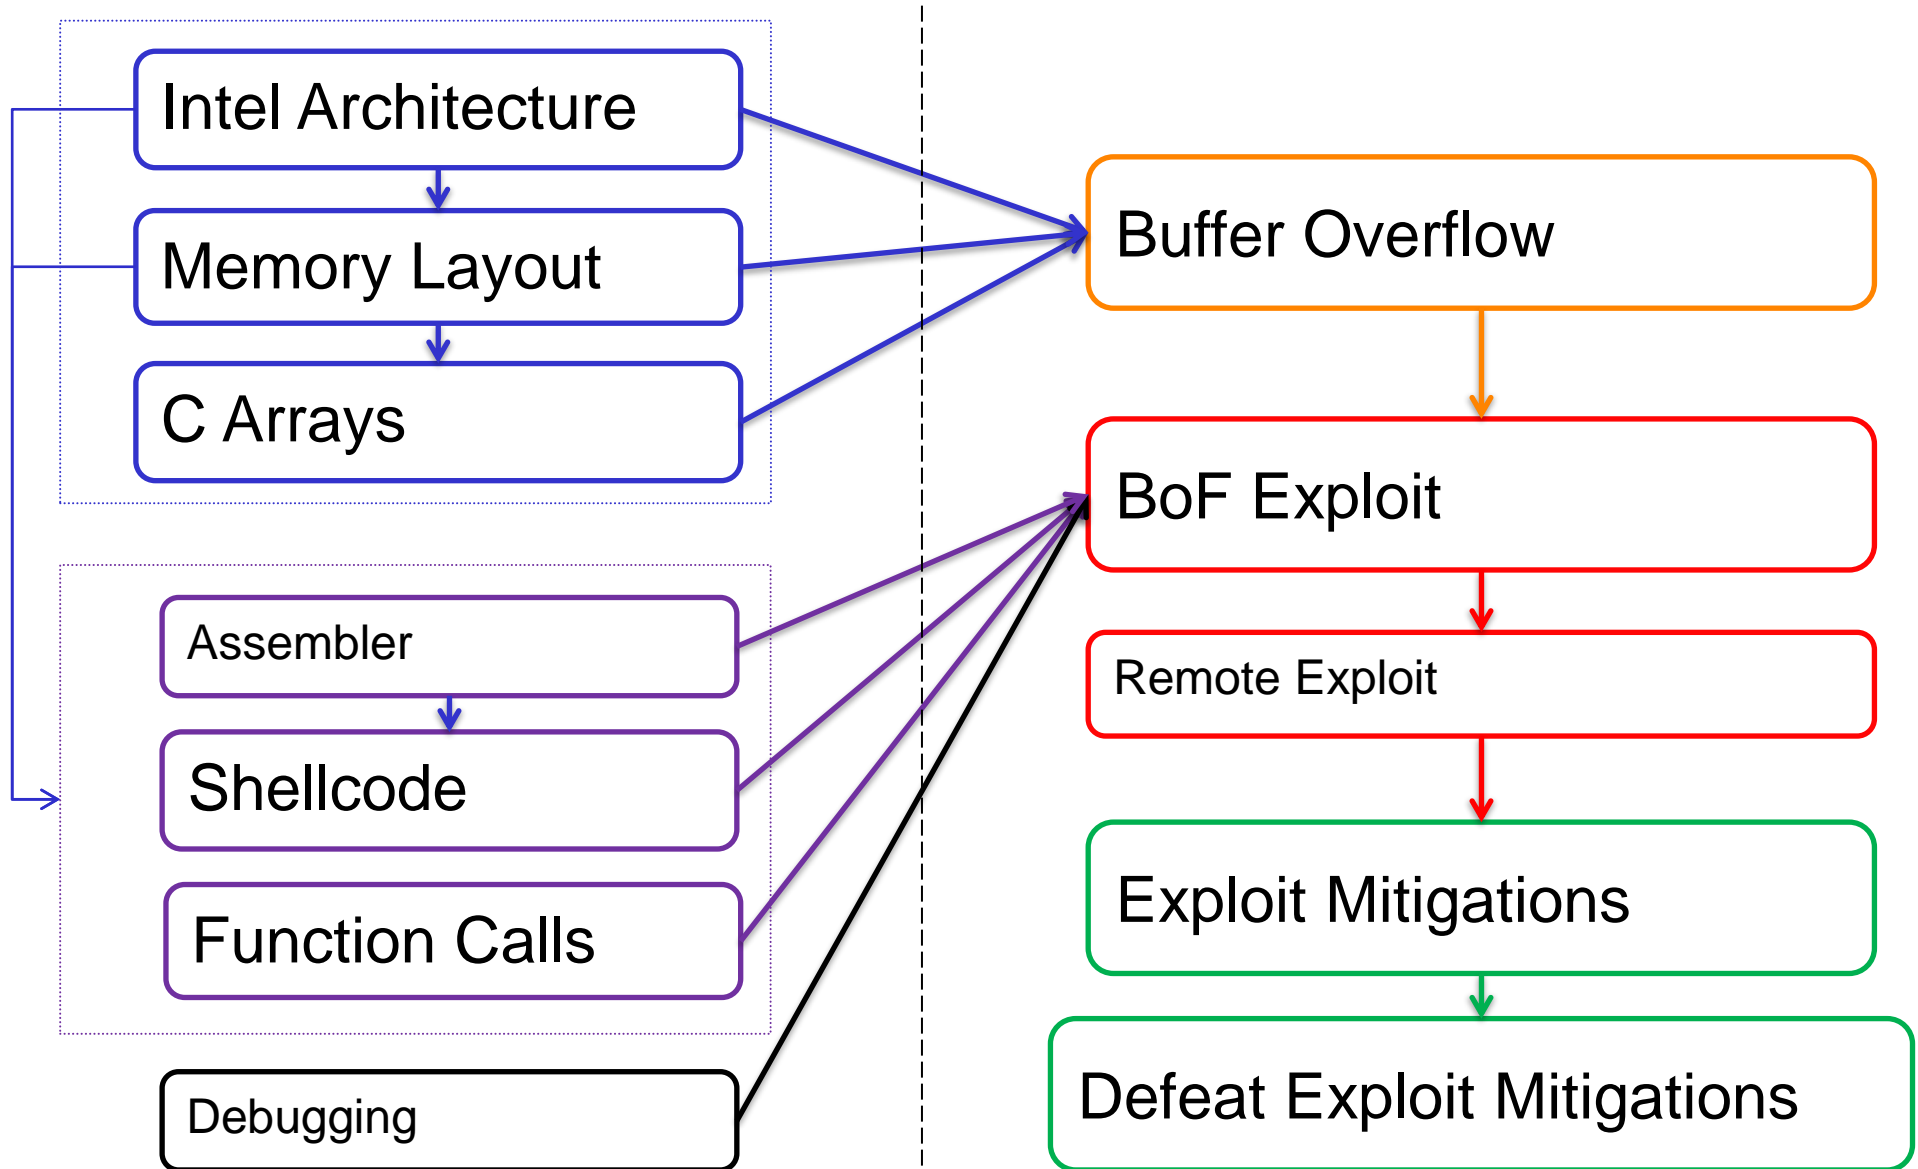 Intel Architecture
Memory Layout
C Arrays
Assembler
Shellcode
Function Calls
Debugging
Buffer Overflow
BoF Exploit
Remote Exploit
Exploit Mitigations
Defeat Exploit Mitigations